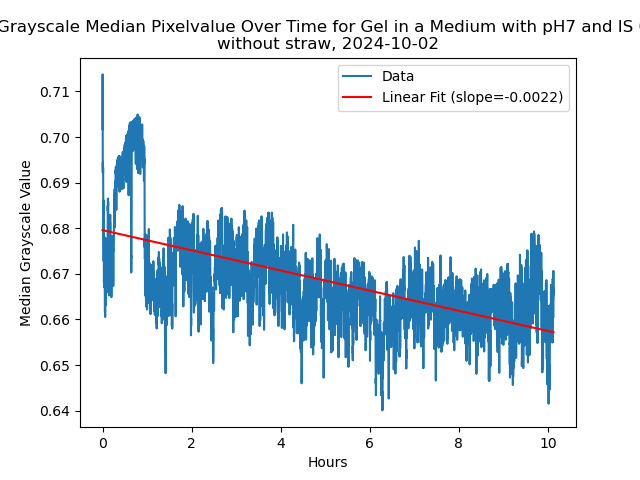 Grayscale Median Pixelvalue Over Time for Gel in a Medium with pH7 and IS
without straw, 2024-10-02
Data
Linear Fit (slope=-0.0022)
Median Grayscale Value
0.71
0.70
0.69
0.68
0.67
0.66
0.65
0.64
0 2 4 6 8 10
Hours